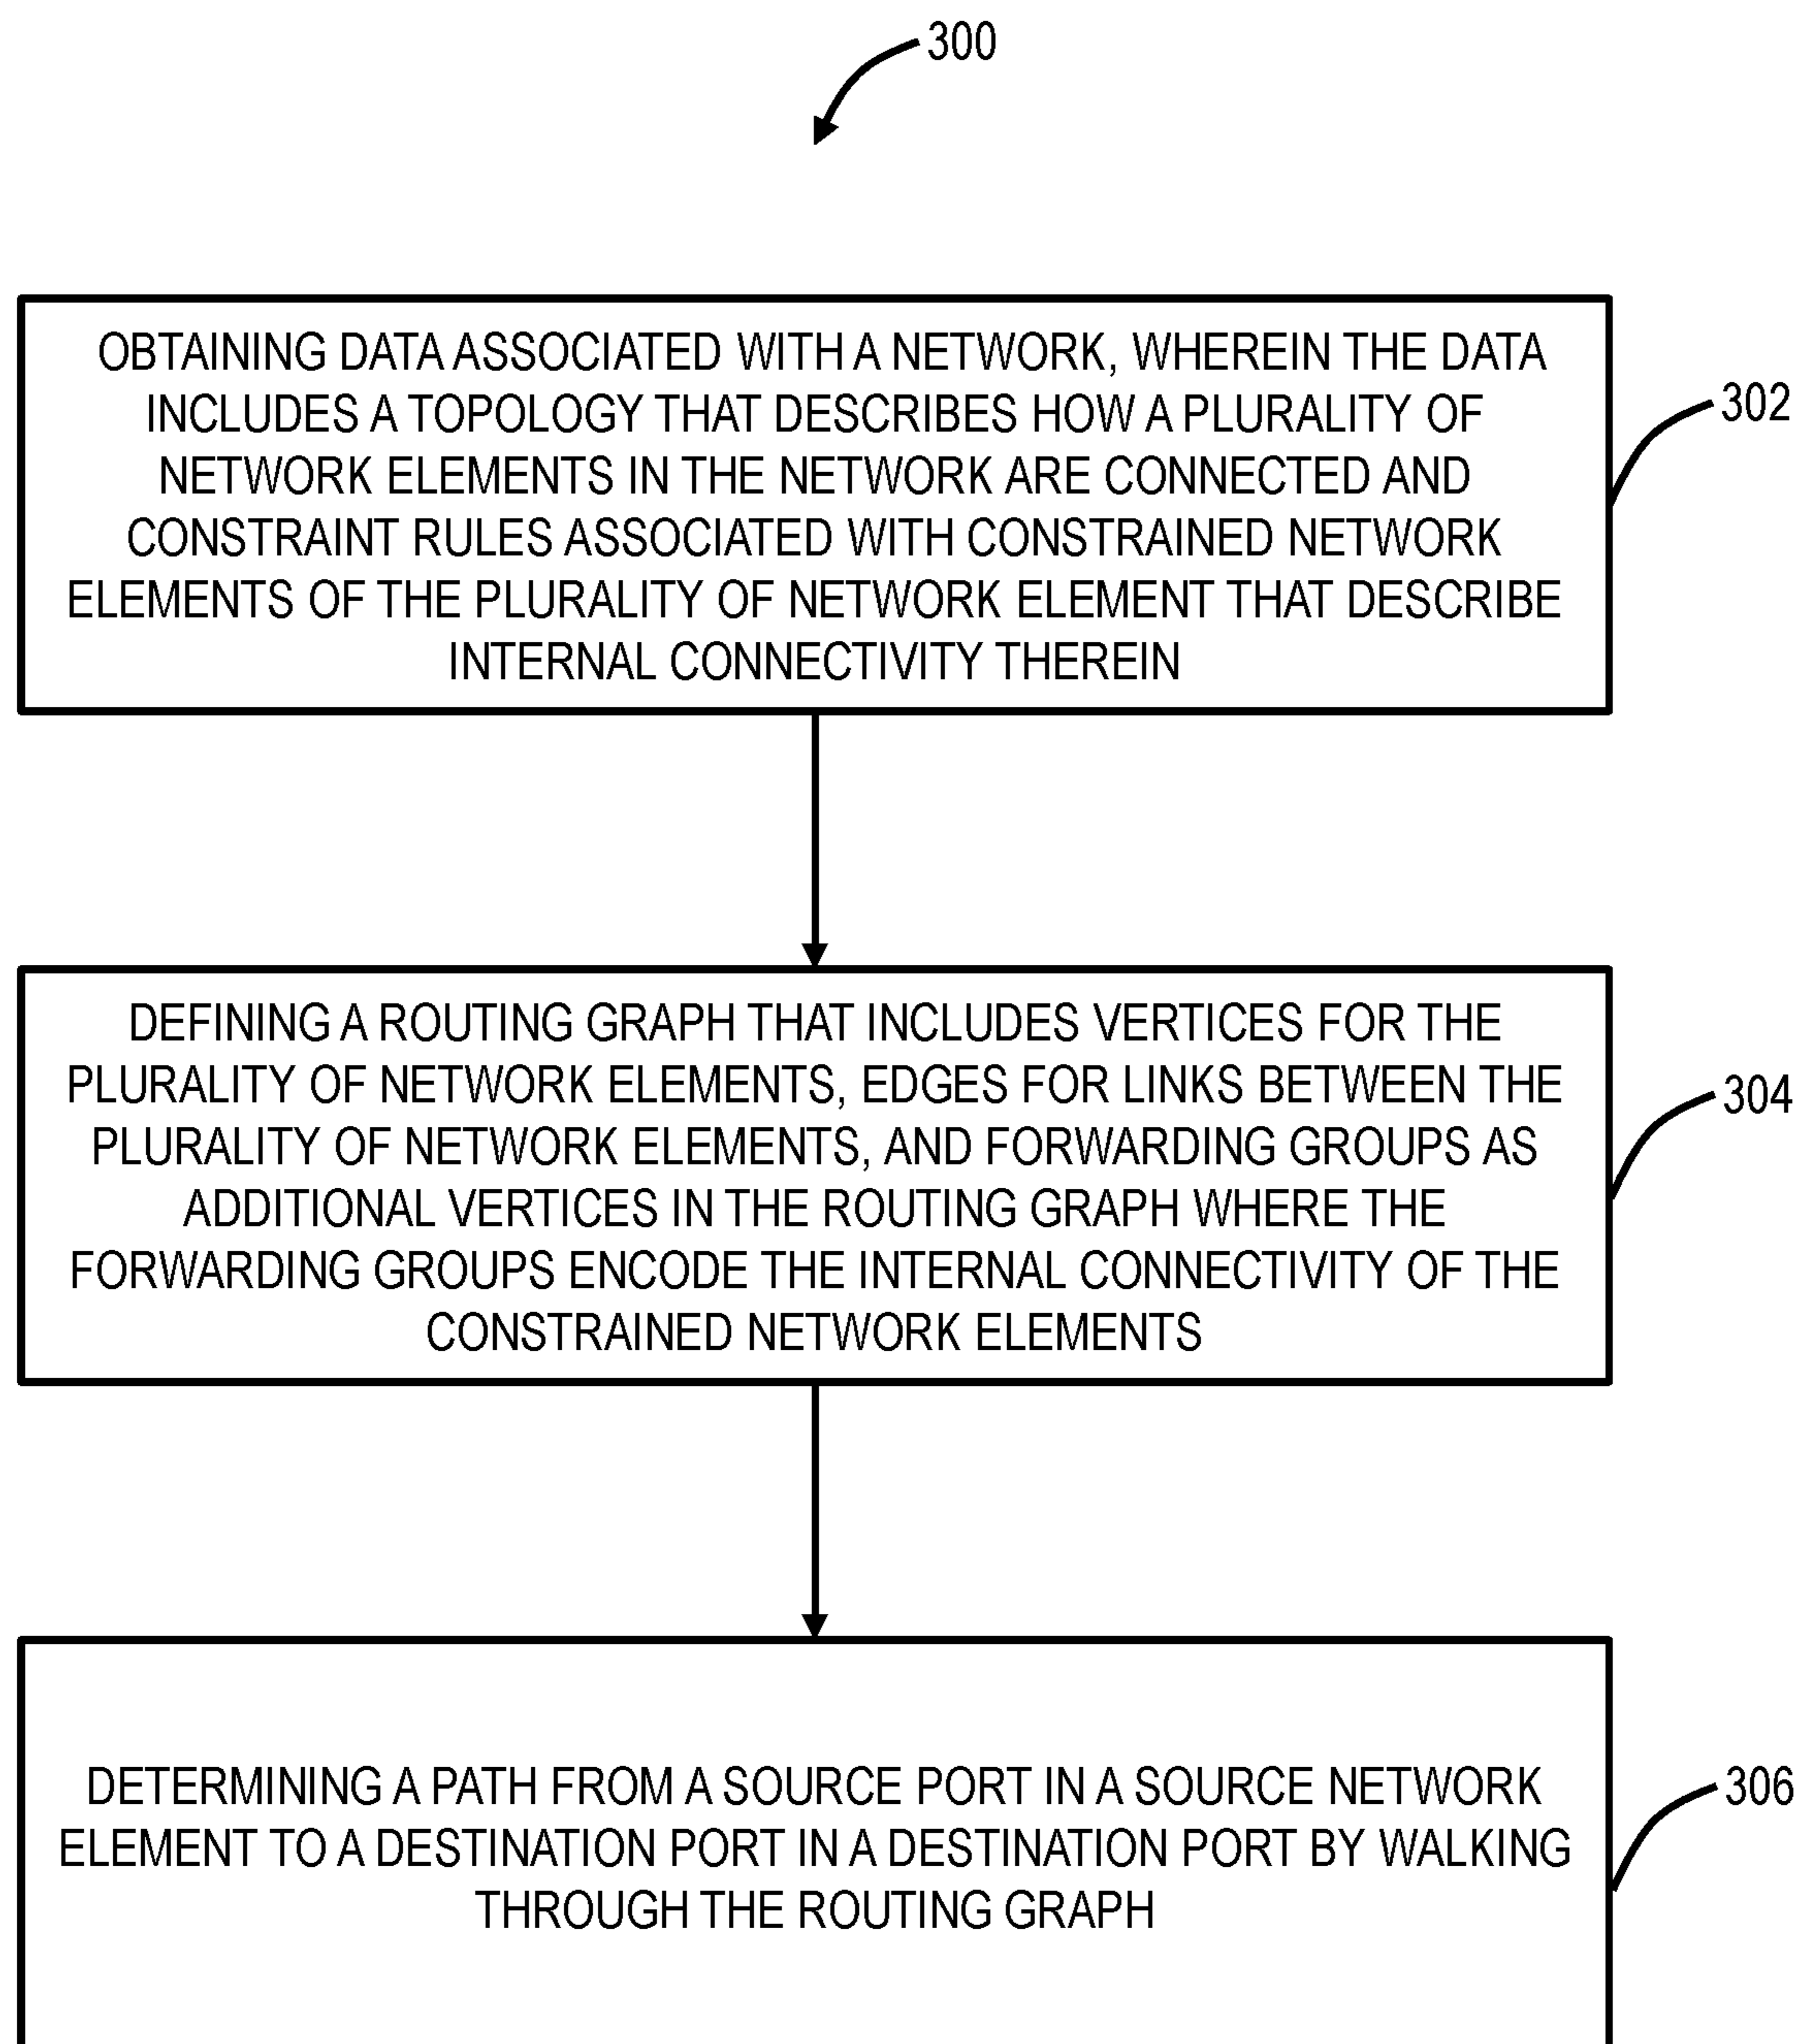 300
OBTAINING DATA ASSOCIATED WITH A NETWORK, WHEREIN THE DATA
INCLUDES A TOPOLOGY THAT DESCRIBES HOW A PLURALITY OF
NETWORK ELEMENTS IN THE NETWORK ARE CONNECTED AND
CONSTRAINT RULES ASSOCIATED WITH CONSTRAINED NETWORK
ELEMENTS OF THE PLURALITY OF NETWORK ELEMENT THAT DESCRIBE
INTERNAL CONNECTIVITY THEREIN
302
DEFINING A ROUTING GRAPH THAT INCLUDES VERTICES FOR THE
PLURALITY OF NETWORK ELEMENTS, EDGES FOR LINKS BETWEEN THE
PLURALITY OF NETWORK ELEMENTS, AND FORWARDING GROUPS AS
ADDITIONAL VERTICES IN THE ROUTING GRAPH WHERE THE
FORWARDING GROUPS ENCODE THE INTERNAL CONNECTIVITY OF THE
CONSTRAINED NETWORK ELEMENTS
304
DETERMINING A PATH FROM A SOURCE PORT IN A SOURCE NETWORK
ELEMENT TO A DESTINATION PORT IN A DESTINATION PORT BY WALKING
THROUGH THE ROUTING GRAPH
306